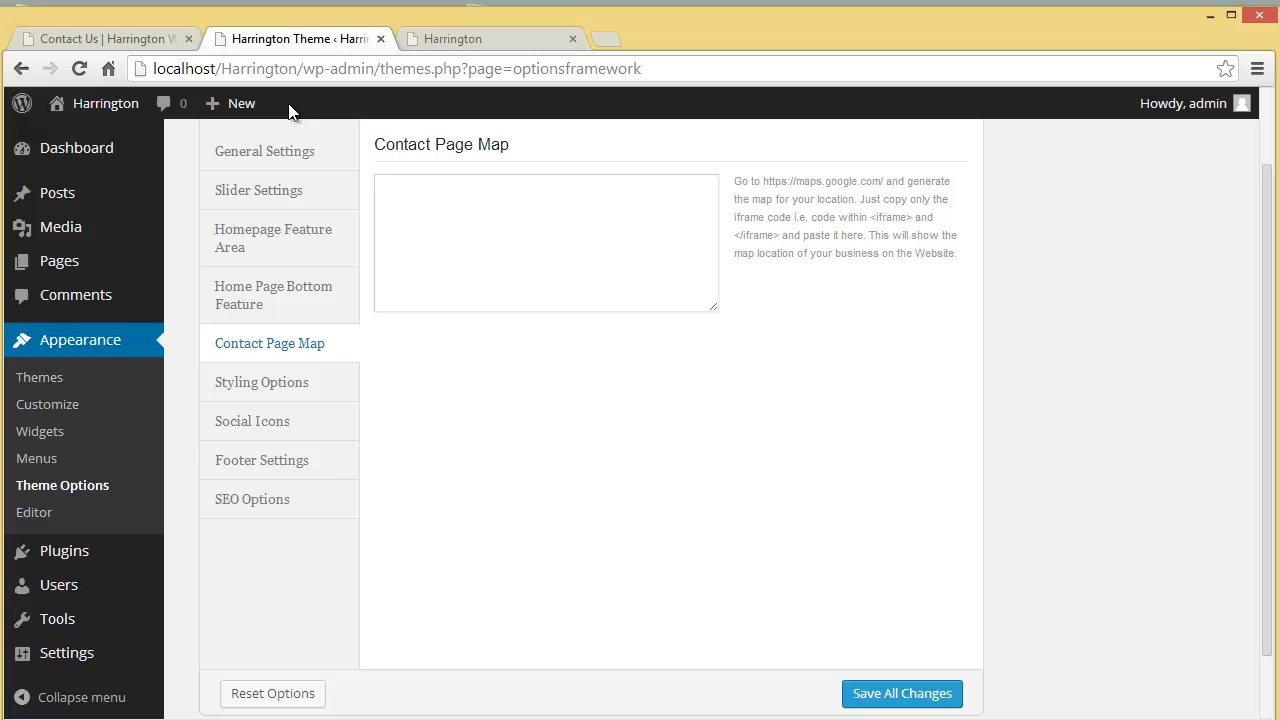 Contact Us | Harrington W
Harrington Theme ‹ Harri
Harrington
localhost/Harrington/wp-admin/themes.php?page=optionsframework
Harrington
0
New
Howdy, admin
Dashboard
Posts
Media
Pages
Comments
Appearance
Themes
Customize
Widgets
Menus
Theme Options
Editor
Plugins
Users
Tools
Settings
Collapse menu
General Settings
Slider Settings
Homepage Feature
Area
Home Page Bottom
Feature
Contact Page Map
Styling Options
Social Icons
Footer Settings
SEO Options
Contact Page Map
Go to https://maps.google.com/ and generate
the map for your location. Just copy only the
iframe code i.e. code within <iframe> and
</iframe> and paste it here. This will show the
map location of your business on the Website.
Reset Options
Save All Changes